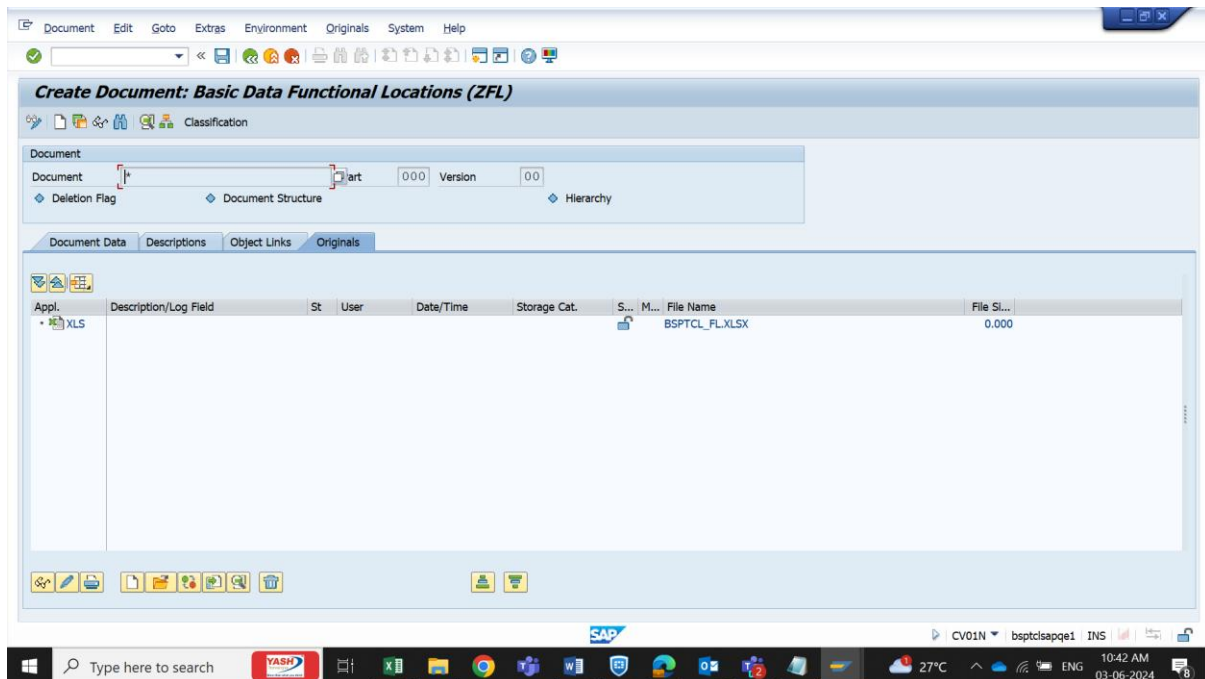 Document Edit Goto Extras Environment Originals System Help
Create Document: Basic Data Functional Locations (ZFL)
Classification
Document
Document * art 000 Version 00
Deletion Flag Document Structure Hierarchy
Document Data Descriptions Object Links Originals
Appl. Description/Log Field St User Date/Time Storage Cat. S... M... File Name File Si...
XLS BSPTCL_FL.XLSX 0.000
SAP
CV01N bsptclsapqe1 INS
Type here to search YASH 2 27°C ENG 10:42 AM
03-06-2024 8